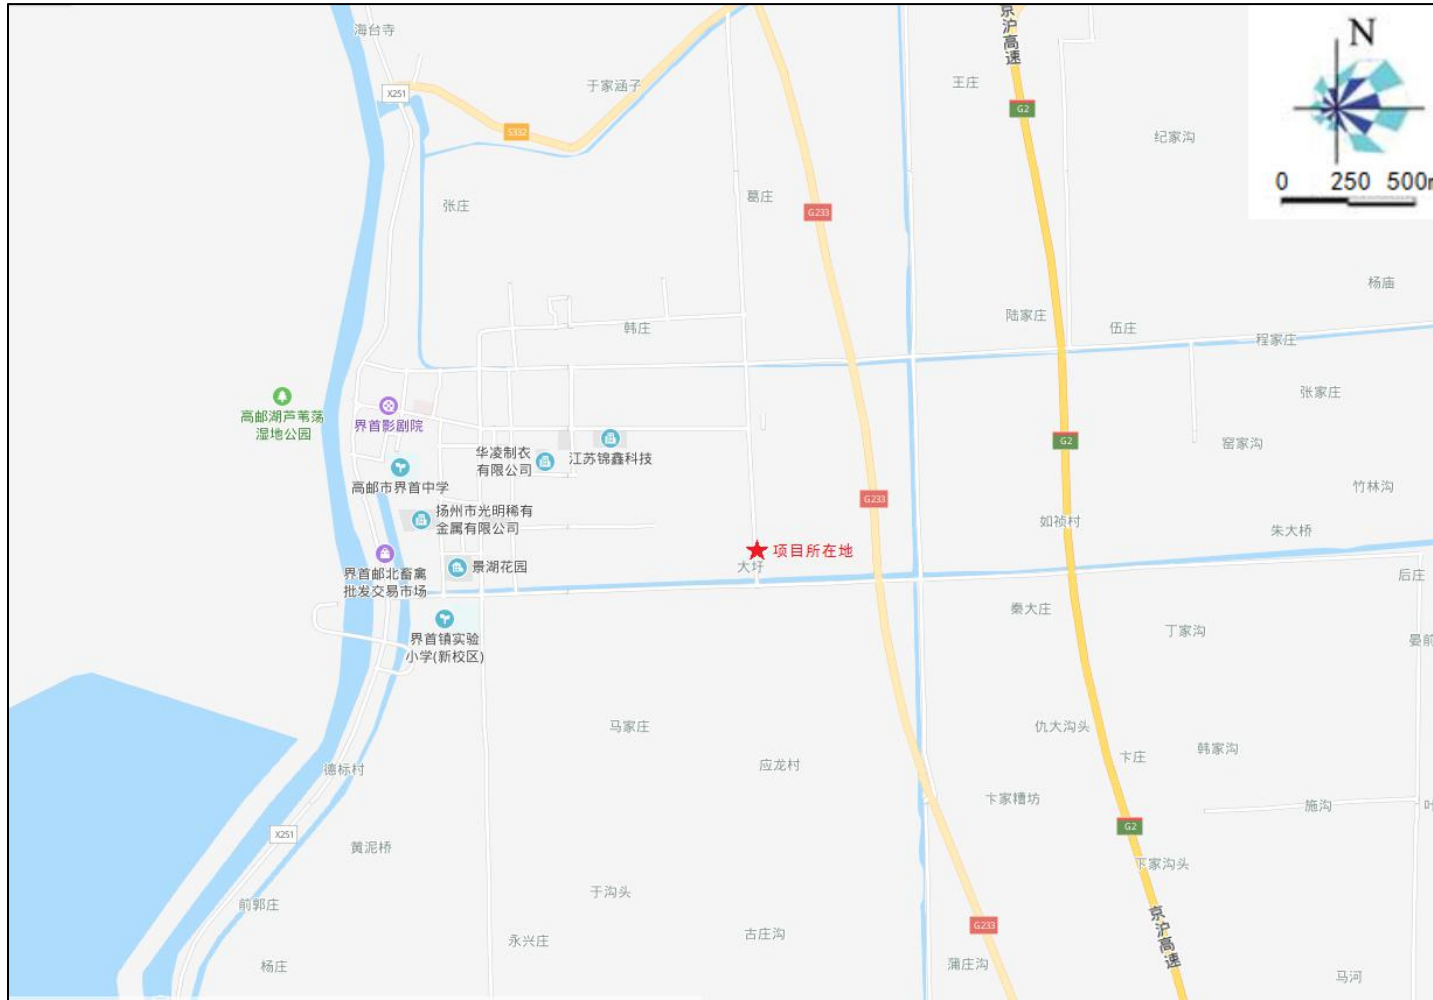 海台寺
京沪高速
N
X251
于家涵子
王庄
G2
S332
纪家沟
0 250 500m
张庄
葛庄
G233
杨庙
陆家庄
伍庄
韩庄
程家庄
张家庄
高邮湖芦苇荡
湿地公园
界首影剧院
华凌制衣
有限公司
江苏锦鑫科技
G2
窑家沟
高邮市界首中学
竹林沟
G233
扬州市光明稀有
金属有限公司
如祯村
朱大桥
项目所在地
大圩
界首邮北畜禽
批发交易市场
景湖花园
后庄
秦大庄
界首镇实验
小学(新校区)
丁家沟
晏前
马家庄
仇大沟头
韩家沟
卞庄
应龙村
德标村
卞家糟坊
施沟
叶
X251
G2
黄泥桥
卞家沟头
于沟头
前郭庄
G233
永兴庄
古庄沟
京沪高速
杨庄
蒲庄沟
马河